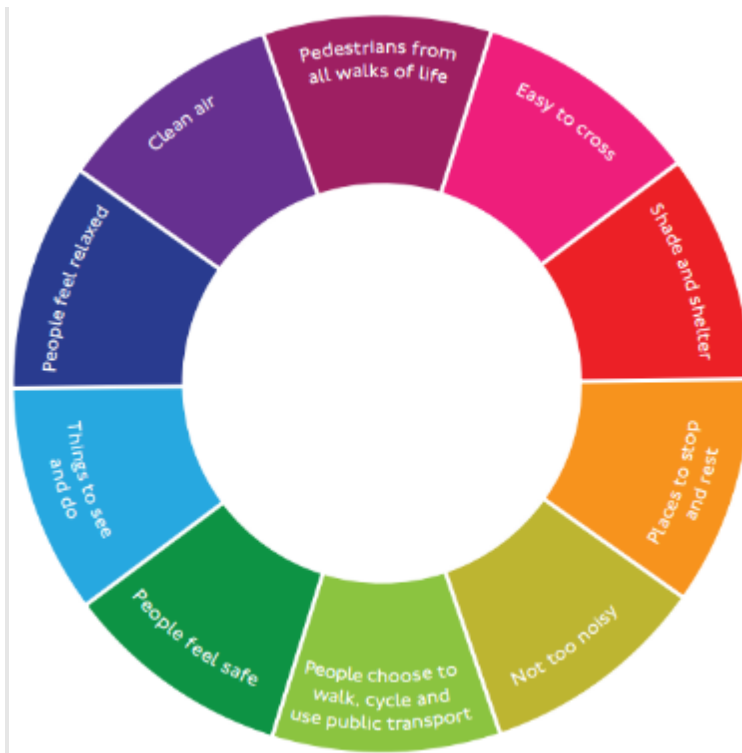 Pedestrians from
all walks of life
Easy to cross
Shade and shelter
Places to stop
and rest
Not too noisy
People choose to
walk, cycle and
use public transport
People feel safe
Things to see
and do
People feel relaxed
Clean air